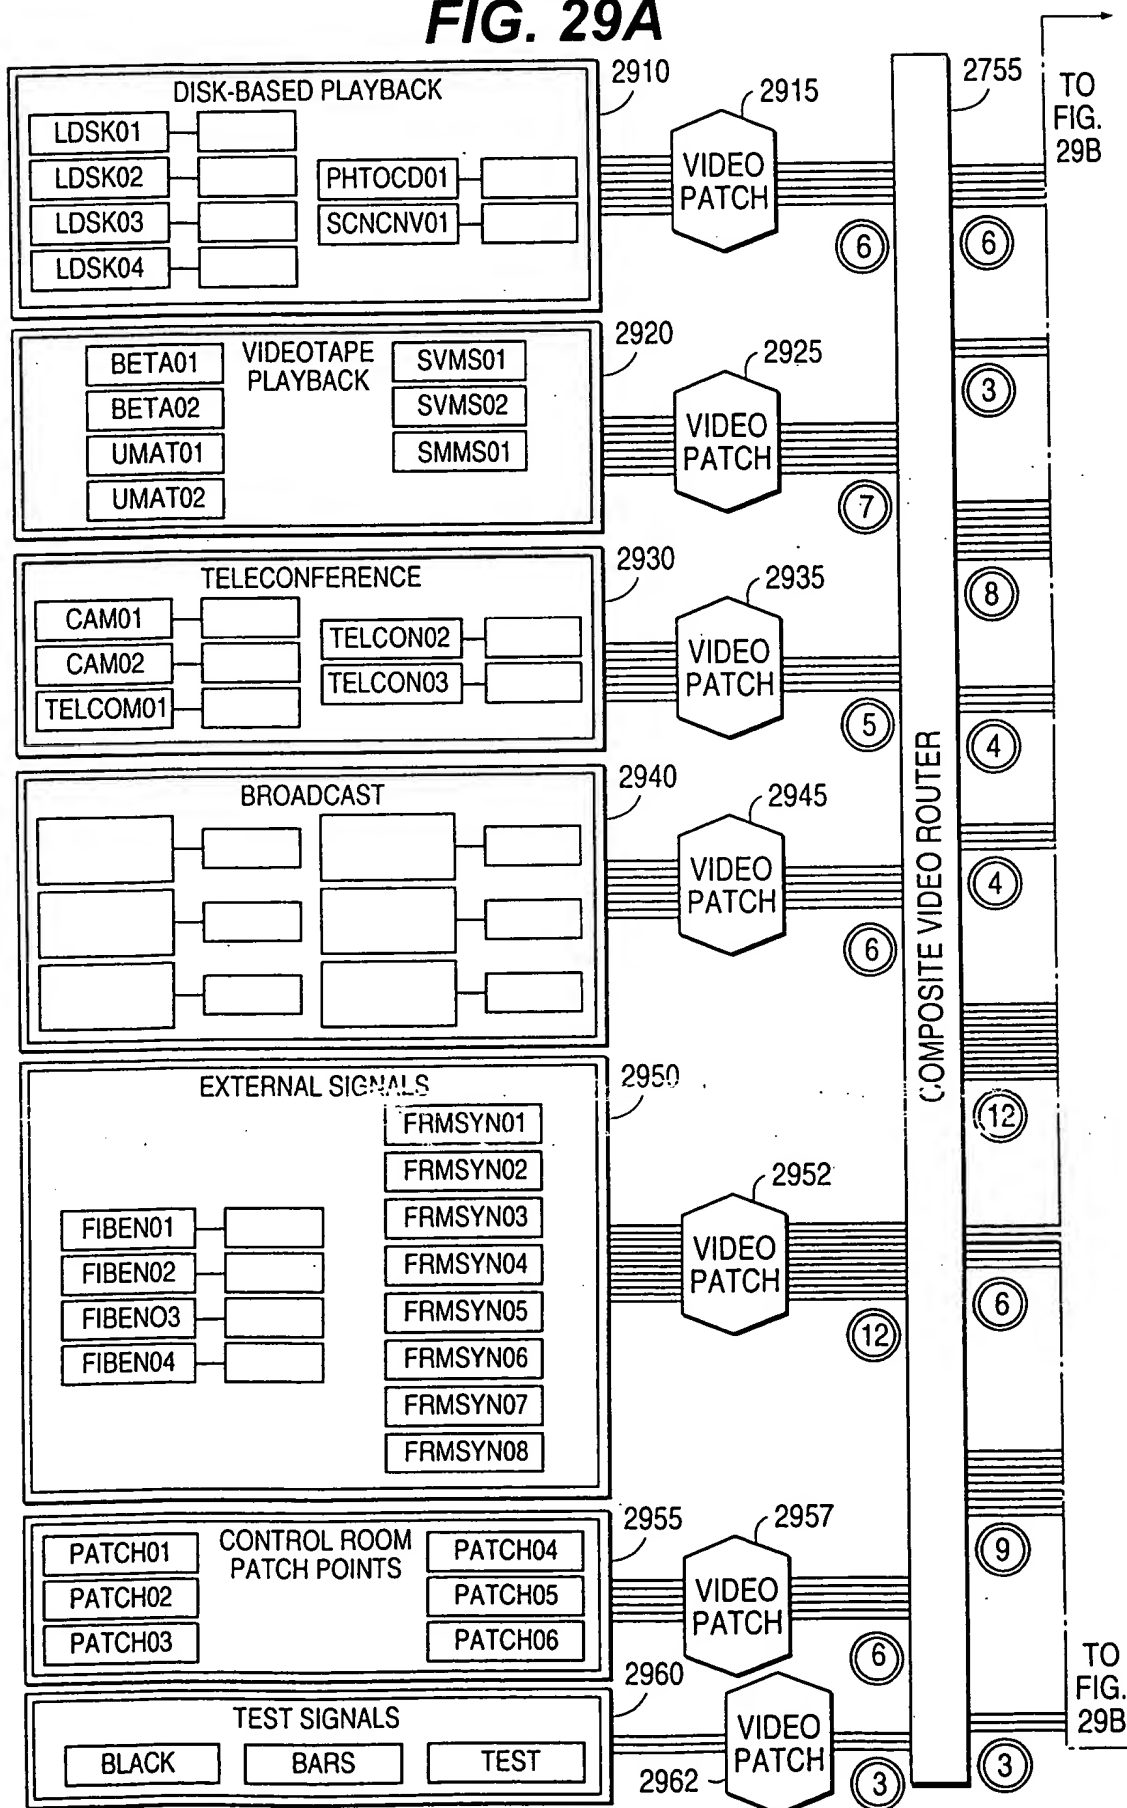 FIG. 29A
TO
FIG.
29B
2910
DISK-BASED PLAYBACK
LDSK01
LDSK02
LDSK03
LDSK04
PHTOCD01
SCNCNV01
2915
VIDEO
PATCH
6
2755
6
2920
VIDEOTAPE
PLAYBACK
BETA01
BETA02
UMAT01
UMAT02
SVMS01
SVMS02
SMMS01
2925
VIDEO
PATCH
7
3
8
2930
TELECONFERENCE
CAM01
CAM02
TELCOM01
TELCON02
TELCON03
2935
VIDEO
PATCH
5
4
2940
BROADCAST
2945
VIDEO
PATCH
6
4
COMPOSITE VIDEO ROUTER
12
2950
EXTERNAL SIGNALS
FRMSYN01
FRMSYN02
FRMSYN03
FRMSYN04
FRMSYN05
FRMSYN06
FRMSYN07
FRMSYN08
FIBEN01
FIBEN02
FIBENO3
FIBEN04
2952
VIDEO
PATCH
12
6
9
2955
CONTROL ROOM
PATCH POINTS
PATCH01
PATCH02
PATCH03
PATCH04
PATCH05
PATCH06
2957
VIDEO
PATCH
6
2960
TEST SIGNALS
BLACK
BARS
TEST
VIDEO
PATCH
2962
3
3
TO
FIG.
29B